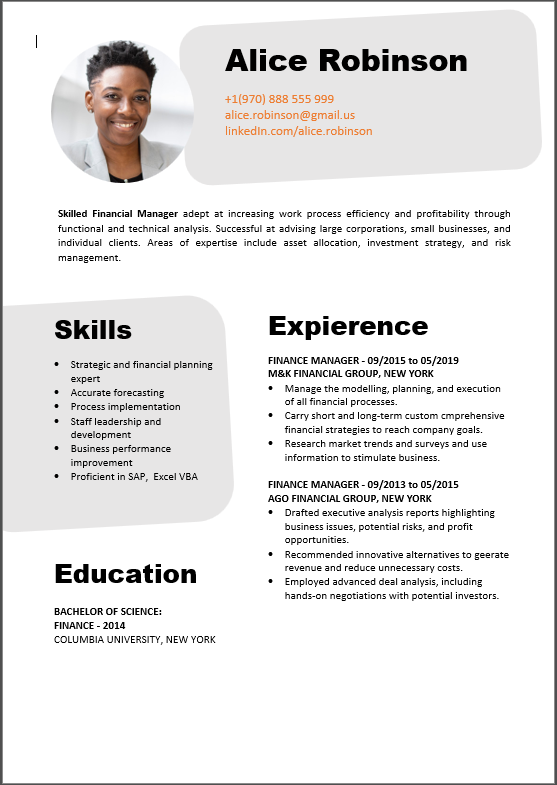 Alice Robinson
+1(970) 888 555 999
alice.robinson@gmail.us
linkedIn.com/alice.robinson
Skilled Financial Manager adept at increasing work process efficiency and profitability through
functional and technical analysis. Successful at advising large corporations, small businesses, and
individual clients. Areas of expertise include asset allocation, investment strategy, and risk
management.
Skills
• Strategic and financial planning
expert
• Accurate forecasting
• Process implementation
• Staff leadership and
development
• Business performance
improvement
• Proficient in SAP, Excel VBA
Education
BACHELOR OF SCIENCE:
FINANCE - 2014
COLUMBIA UNIVERSITY, NEW YORK
Expierence
FINANCE MANAGER - 09/2015 to 05/2019
M&K FINANCIAL GROUP, NEW YORK
• Manage the modelling, planning, and execution
of all financial processes.
• Carry short and long-term custom cmprehensive
financial strategies to reach company goals.
• Research market trends and surveys and use
information to stimulate business.
FINANCE MANAGER - 09/2013 to 05/2015
AGO FINANCIAL GROUP, NEW YORK
• Drafted executive analysis reports highlighting
business issues, potential risks, and profit
opportunities.
• Recommended innovative alternatives to geerate
revenue and reduce unnecessary costs.
• Employed advanced deal analysis, including
hands-on negotiations with potential investors.